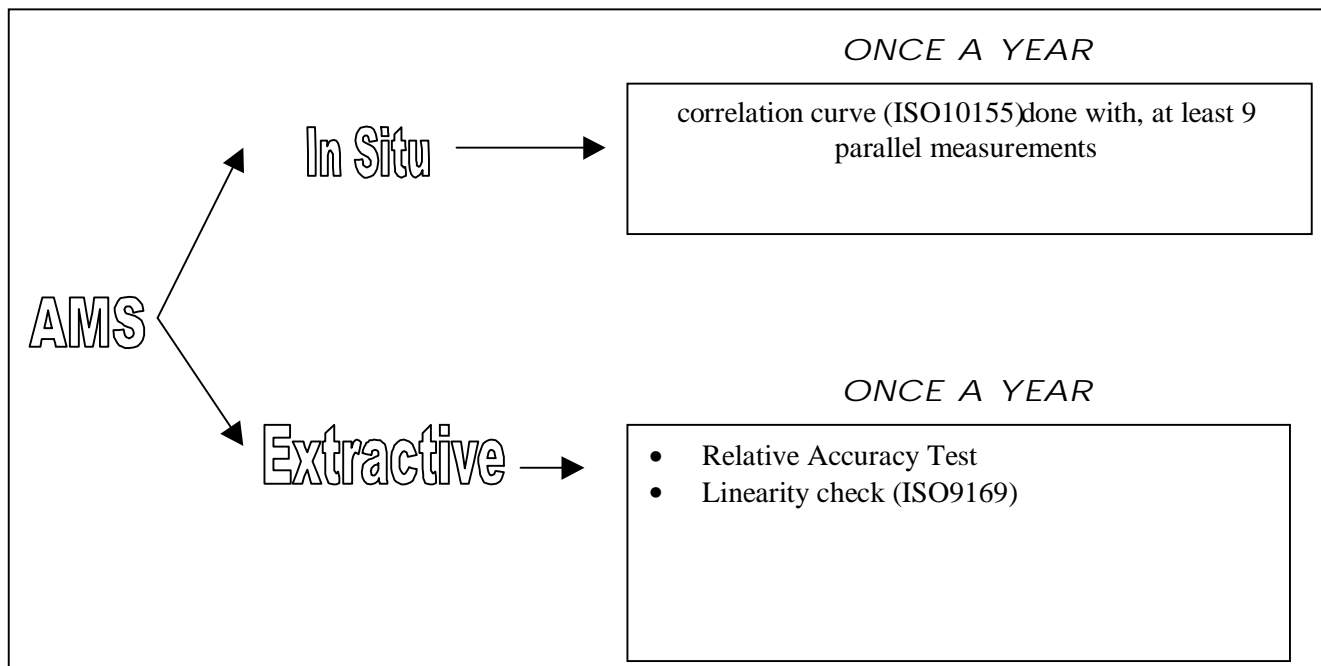 ONCE A YEAR
correlation curve (ISO10155)done with, at least 9
parallel measurements
In Situ
AMS
ONCE A YEAR
Extractive
• Relative Accuracy Test
• Linearity check (ISO9169)